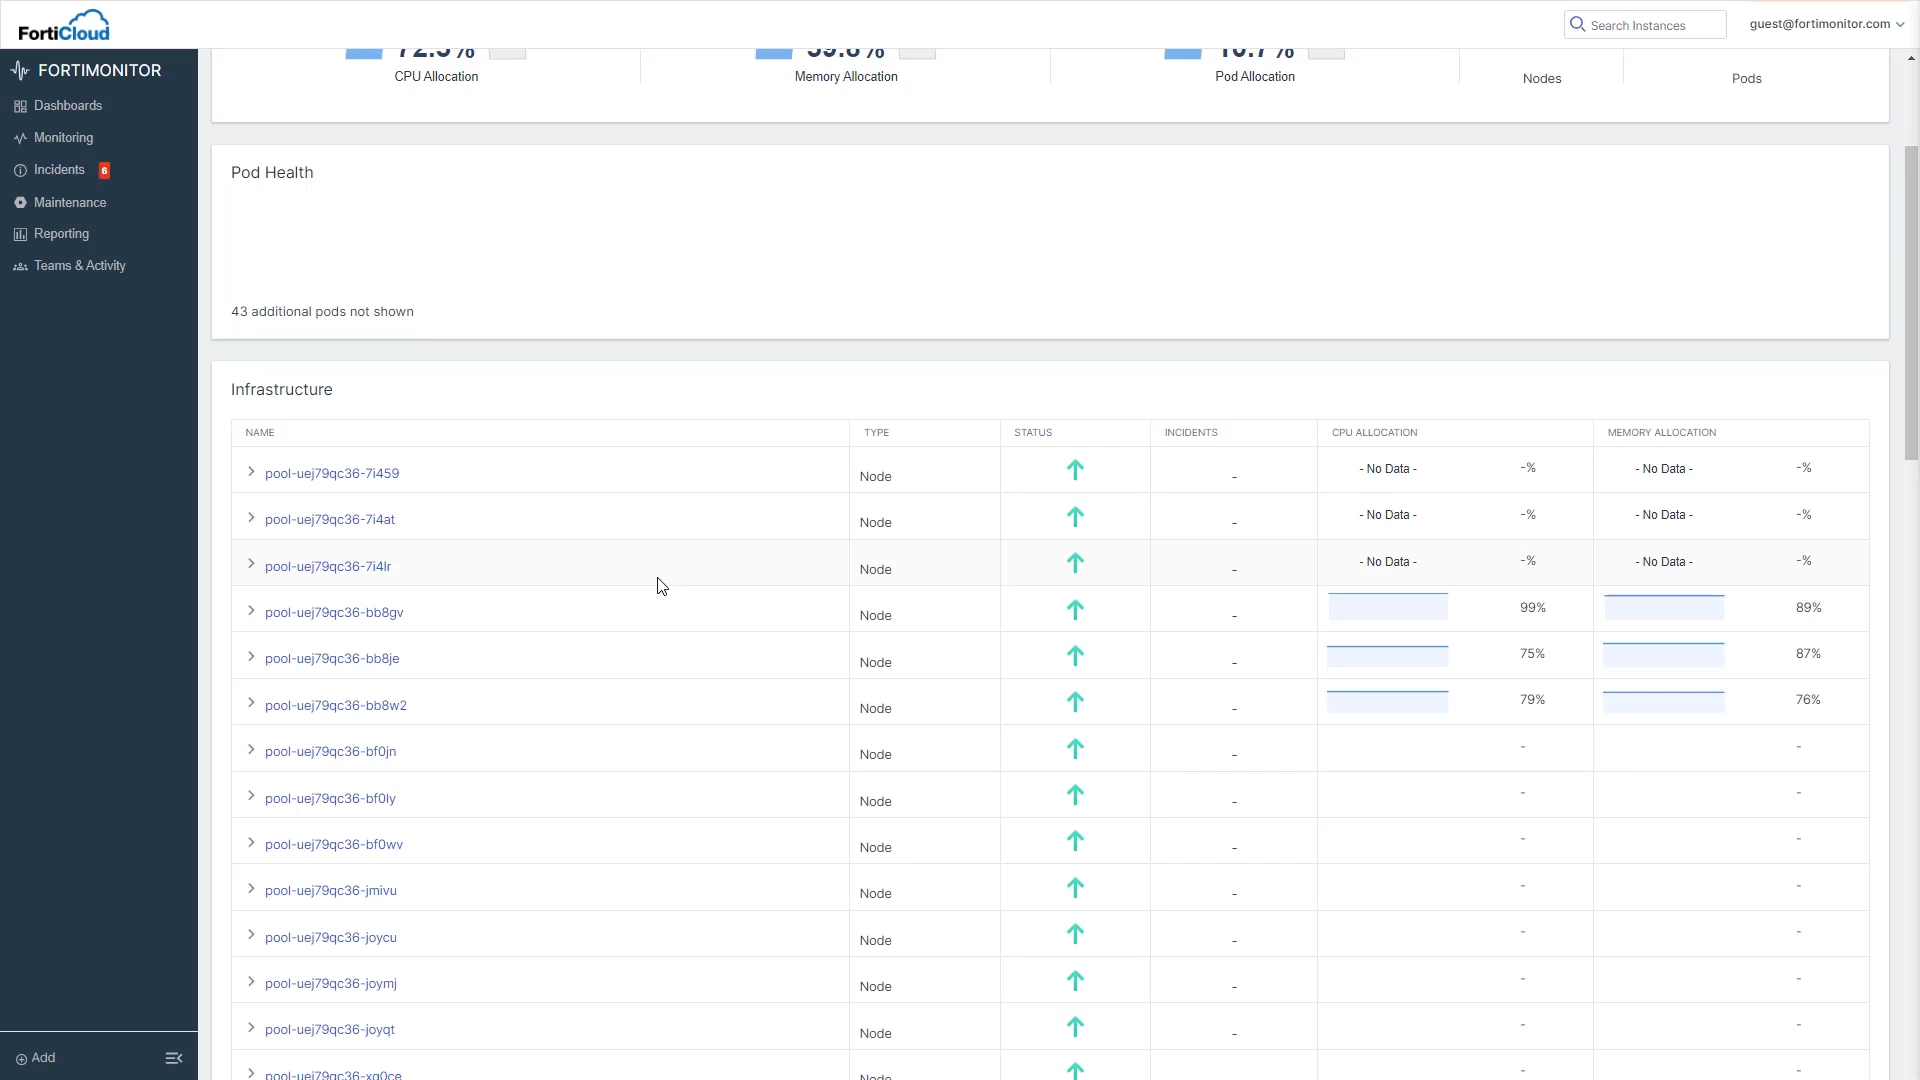 FortiCloud
Search Instances
guest@fortimonitor.com
FORTIMONITOR
Dashboards
Monitoring
Incidents 6
Maintenance
Reporting
Teams & Activity
Add
CPU Allocation
Memory Allocation
Pod Allocation
Nodes
Pods
Pod Health
43 additional pods not shown
Infrastructure
NAME TYPE STATUS INCIDENTS CPU ALLOCATION MEMORY ALLOCATION
pool-uej79qc36-7i459 Node - - No Data - -% - No Data - -%
pool-uej79qc36-7i4at Node - - No Data - -% - No Data - -%
pool-uej79qc36-7i4lr Node - - No Data - -% - No Data - -%
pool-uej79qc36-bb8gv Node - 99% 89%
pool-uej79qc36-bb8je Node - 75% 87%
pool-uej79qc36-bb8w2 Node - 79% 76%
pool-uej79qc36-bf0jn Node - - -
pool-uej79qc36-bf0ly Node - - -
pool-uej79qc36-bf0wv Node - - -
pool-uej79qc36-jmivu Node - - -
pool-uej79qc36-joycu Node - - -
pool-uej79qc36-joymj Node - - -
pool-uej79qc36-joyqt Node - - -
Node - -